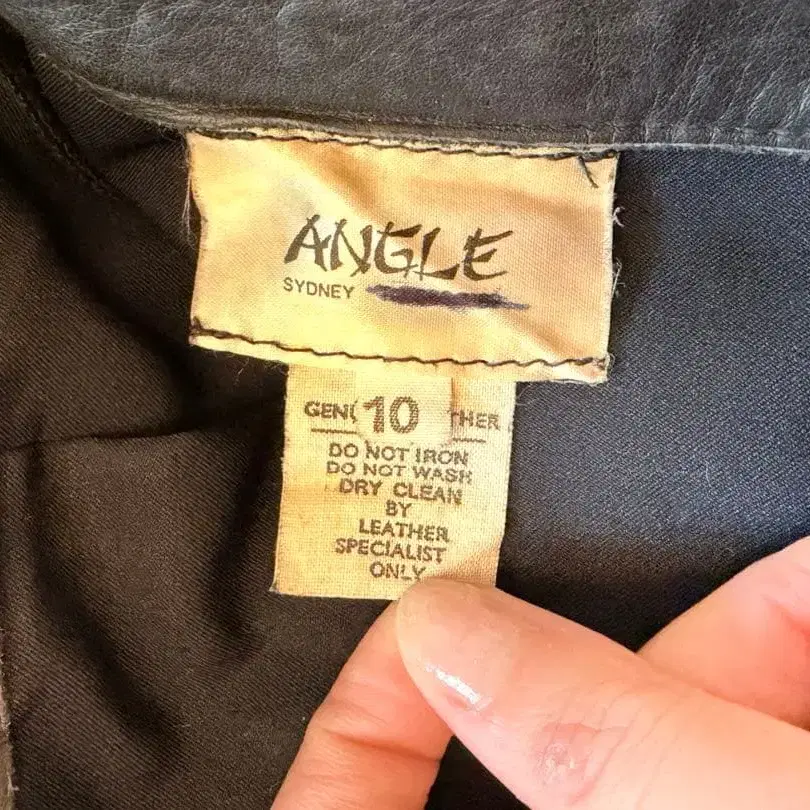 ANGLE
SYDNEY
GEN 10 THER
DO NOT IRON
DO NOT WASH
DRY CLEAN
BY
LEATHER
SPECIALIST
ONLY